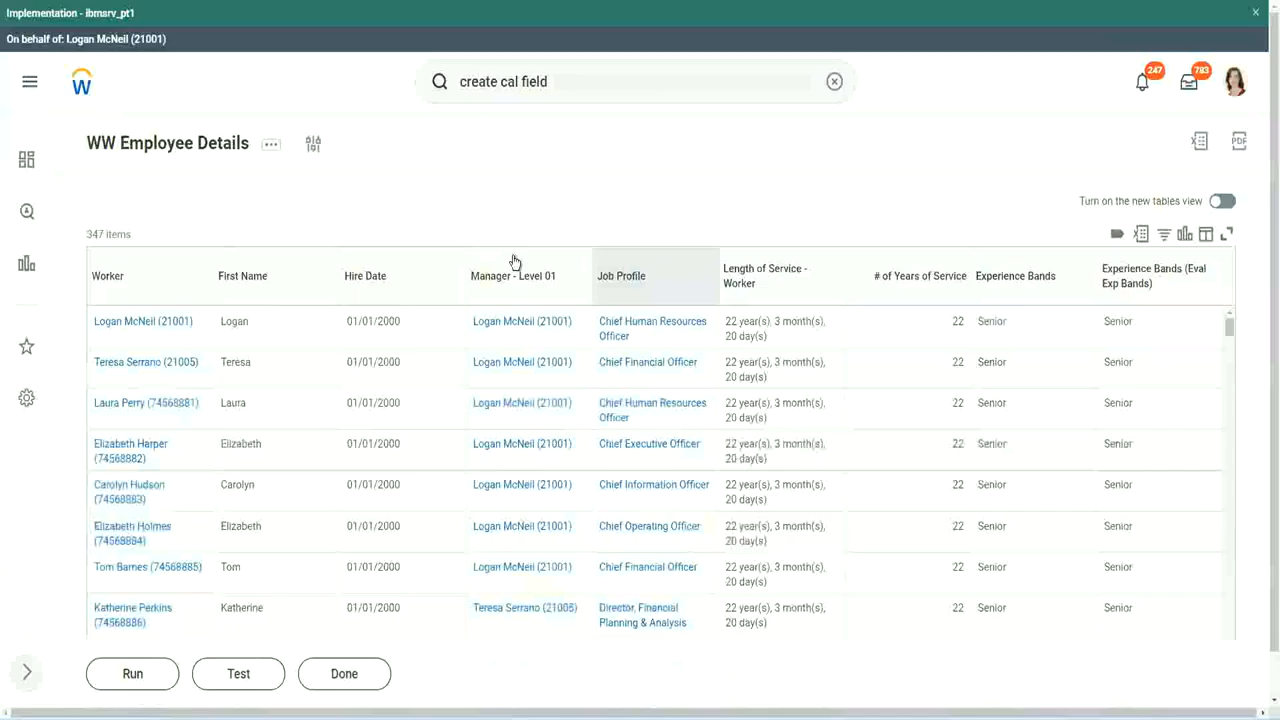 Implementation - ibmsrv_pt1
On behalf of: Logan McNeil (21001)
create cal field
247
783
WW Employee Details
PDF
Turn on the new tables view
347 items
Worker First Name Hire Date Manager - Level 01 Job Profile Length of Service - Worker # of Years of Service Experience Bands Experience Bands (Eval Exp Bands)
Logan McNeil (21001) Logan 01/01/2000 Logan McNeil (21001) Chief Human Resources Officer 22 year(s), 3 month(s), 20 day(s) 22 Senior Senior
Teresa Serrano (21005) Teresa 01/01/2000 Logan McNeil (21001) Chief Financial Officer 22 year(s), 3 month(s), 20 day(s) 22 Senior Senior
Laura Perry (74568881) Laura 01/01/2000 Logan McNeil (21001) Chief Human Resources Officer 22 year(s), 3 month(s), 20 day(s) 22 Senior Senior
Elizabeth Harper (74568882) Elizabeth 01/01/2000 Logan McNeil (21001) Chief Executive Officer 22 year(s), 3 month(s), 20 day(s) 22 Senior Senior
Carolyn Hudson (74568883) Carolyn 01/01/2000 Logan McNeil (21001) Chief Information Officer 22 year(s), 3 month(s), 20 day(s) 22 Senior Senior
Elizabeth Holmes (74568884) Elizabeth 01/01/2000 Logan McNeil (21001) Chief Operating Officer 22 year(s), 3 month(s), 20 day(s) 22 Senior Senior
Tom Barnes (74568885) Tom 01/01/2000 Logan McNeil (21001) Chief Financial Officer 22 year(s), 3 month(s), 20 day(s) 22 Senior Senior
Katherine Perkins (74568886) Katherine 01/01/2000 Teresa Serrano (21005) Director, Financial Planning & Analysis 22 year(s), 3 month(s), 20 day(s) 22 Senior Senior
Run Test Done